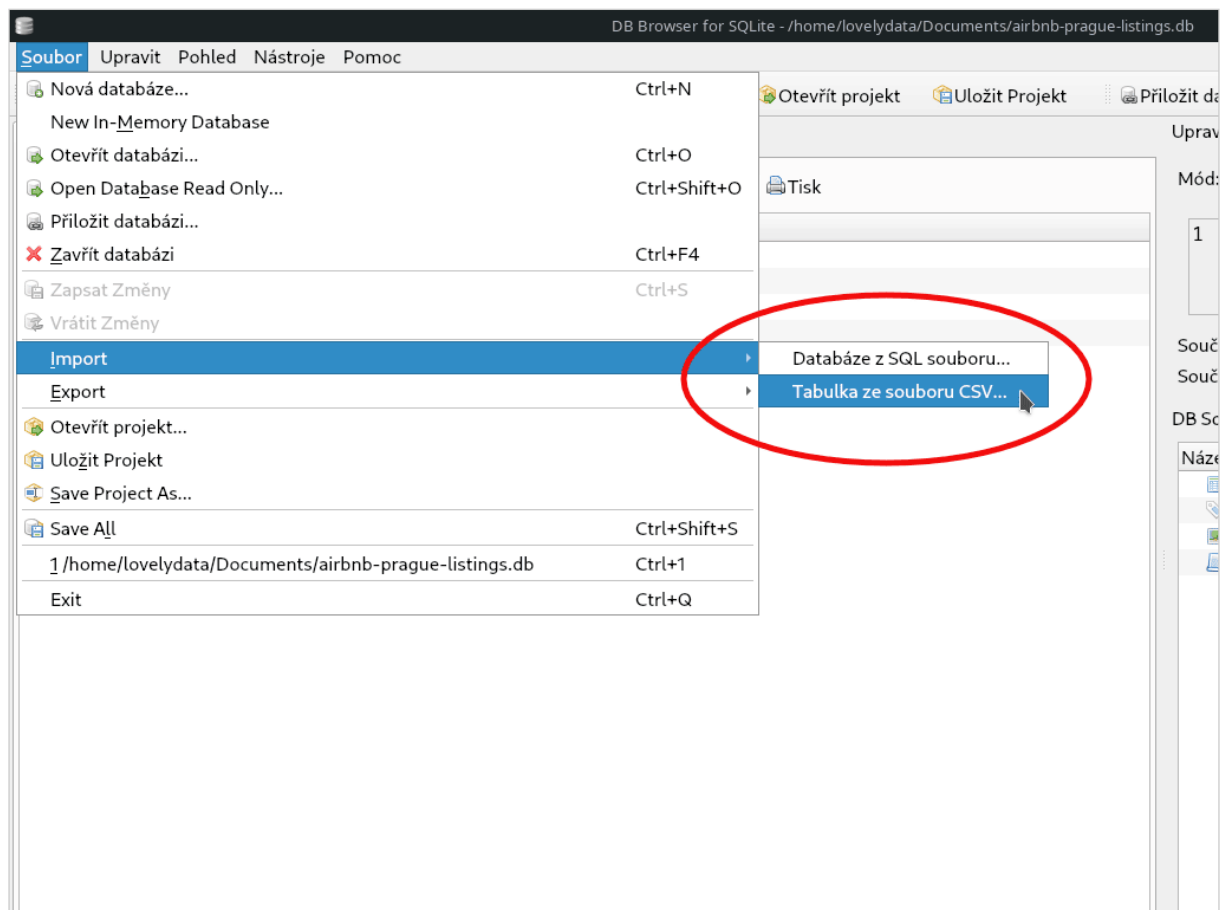 DB Browser for SQLite - /home/lovelydata/Documents/airbnb-prague-listings.db
Soubor Upravit Pohled Nástroje Pomoc
Nová databáze... Ctrl+N
Otevřít projekt Uložit Projekt Přiložit da
New In-Memory Database
Uprav
Otevřít databázi... Ctrl+O
Open Database Read Only... Ctrl+Shift+O
Tisk
Mód:
Přiložit databázi...
1
Zavřít databázi Ctrl+F4
Zapsat Změny Ctrl+S
Vrátit Změny
Import
Databáze z SQL souboru...
Souč
Export
Tabulka ze souboru CSV...
Souč
Otevřít projekt...
DB Sc
Uložit Projekt
Náze
Save Project As...
Save All Ctrl+Shift+S
1 /home/lovelydata/Documents/airbnb-prague-listings.db Ctrl+1
Exit Ctrl+Q